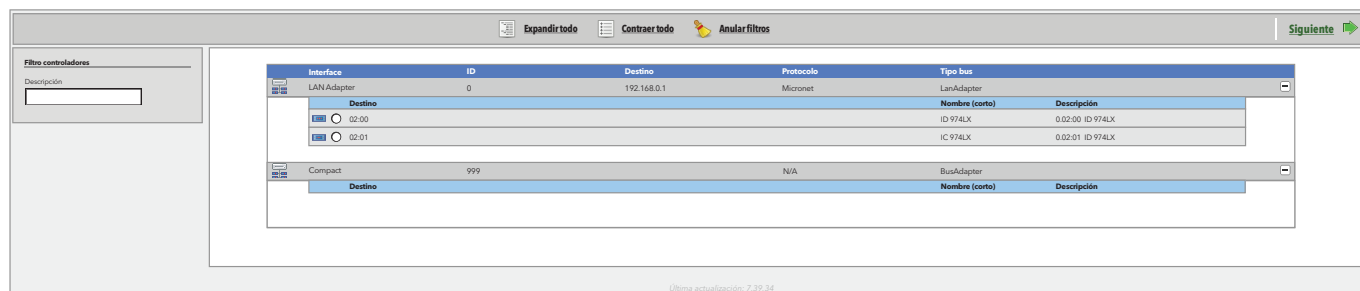 Expandir todo Contraer todo Anular filtros Siguiente
Filtro controladores
Descripción
Interface ID Destino Protocolo Tipo bus
LAN Adapter 0 192.168.0.1 Micronet LanAdapter
Destino Nombre (corto) Descripción
02:00 ID 974LX 0.02:00 ID 974LX
02:01 IC 974LX 0.02:01 ID 974LX
Compact 999 N/A BusAdapter
Destino Nombre (corto) Descripción
Última actualización: 7.39.34